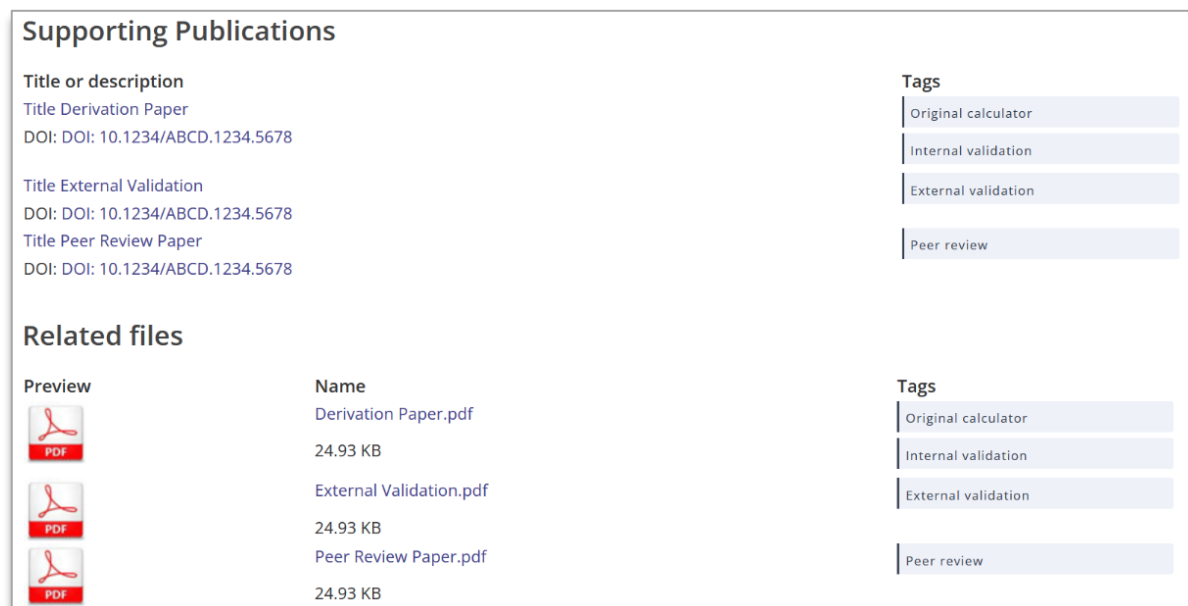 Supporting Publications
Title or description Tags
Title Derivation Paper Original calculator
DOI: DOI: 10.1234/ABCD.1234.5678
Internal validation
Title External Validation External validation
DOI: DOI: 10.1234/ABCD.1234.5678
Title Peer Review Paper Peer review
DOI: DOI: 10.1234/ABCD.1234.5678
Related files
Preview Name Tags
Derivation Paper.pdf Original calculator
PDF 24.93 KB Internal validation
External Validation.pdf External validation
PDF 24.93 KB
Peer Review Paper.pdf Peer review
PDF 24.93 KB